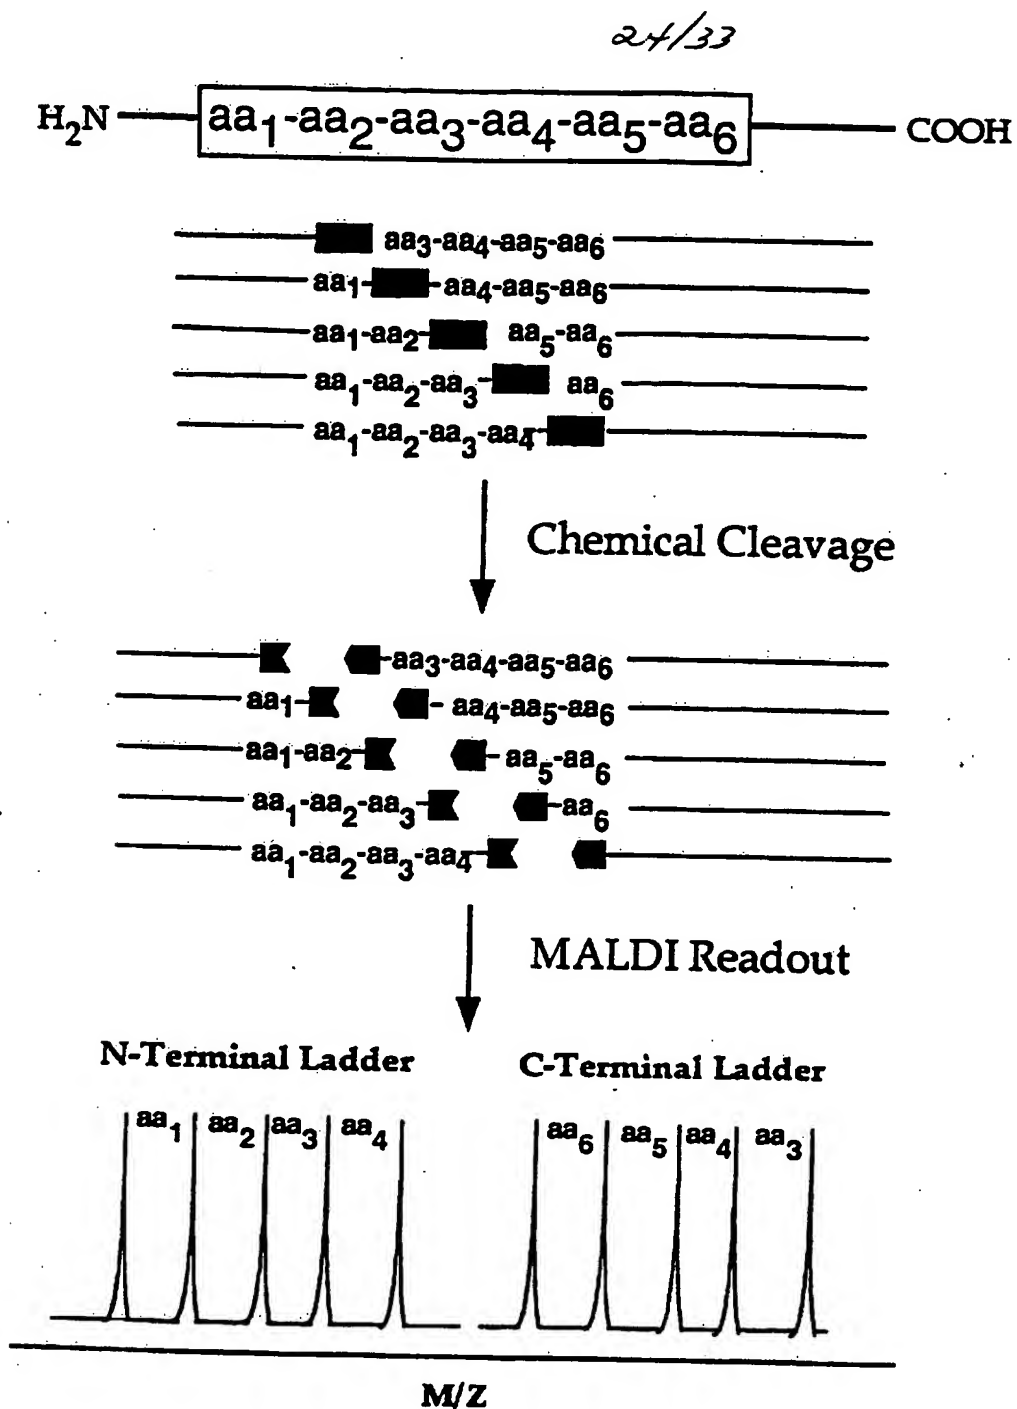 24/33
H₂N aa₁-aa₂-aa₃-aa₄-aa₅-aa₆ COOH
aa₃-aa₄-aa₅-aa₆
aa₁- -aa₄-aa₅-aa₆
aa₁-aa₂- aa₅-aa₆
aa₁-aa₂-aa₃- aa₆
aa₁-aa₂-aa₃-aa₄-
Chemical Cleavage
-aa₃-aa₄-aa₅-aa₆
aa₁- - aa₄-aa₅-aa₆
aa₁-aa₂- -aa₅-aa₆
aa₁-aa₂-aa₃- -aa₆
aa₁-aa₂-aa₃-aa₄-
MALDI Readout
N-Terminal Ladder C-Terminal Ladder
aa₁ aa₂ aa₃ aa₄ aa₆ aa₅ aa₄ aa₃
M/Z